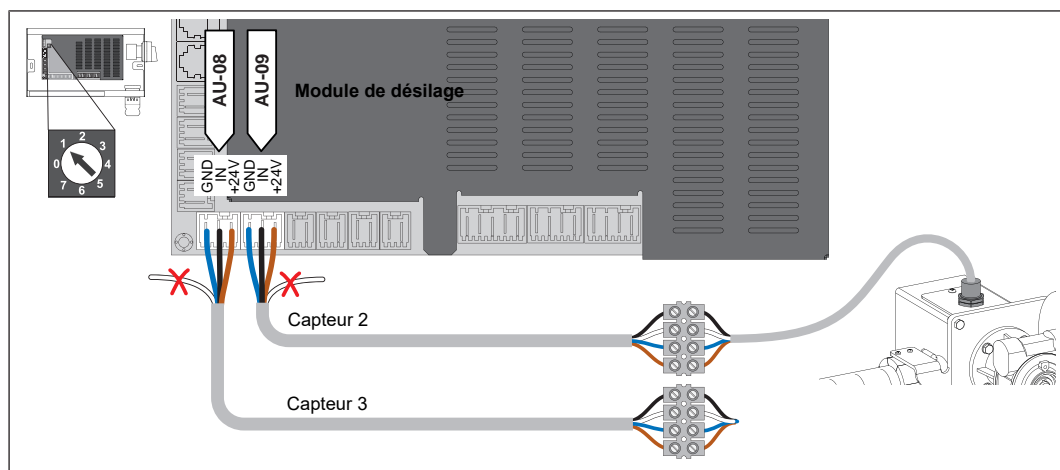 AU-08
AU-09
Module de désilage
GND
IN
+24V
GND
IN
+24V
0
1
2
3
4
5
6
7
Capteur 2
Capteur 3